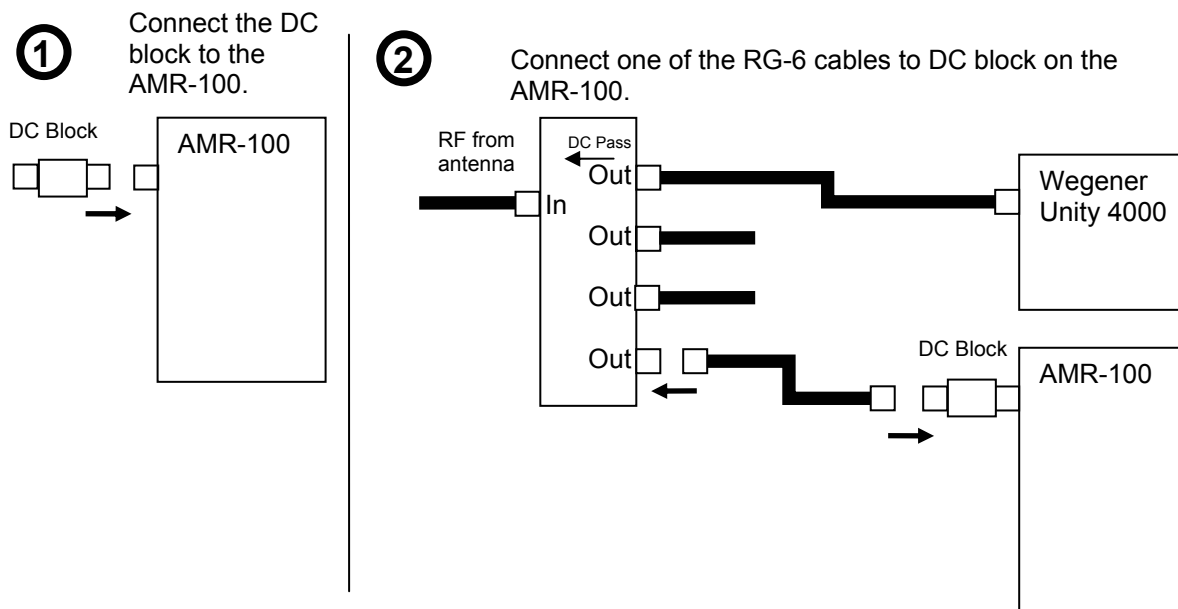 1
Connect the DC
block to the
AMR-100.
DC Block
AMR-100
2
Connect one of the RG-6 cables to DC block on the
AMR-100.
RF from
antenna
DC Pass
Out
In
Out
Out
Out
Wegener
Unity 4000
DC Block
AMR-100